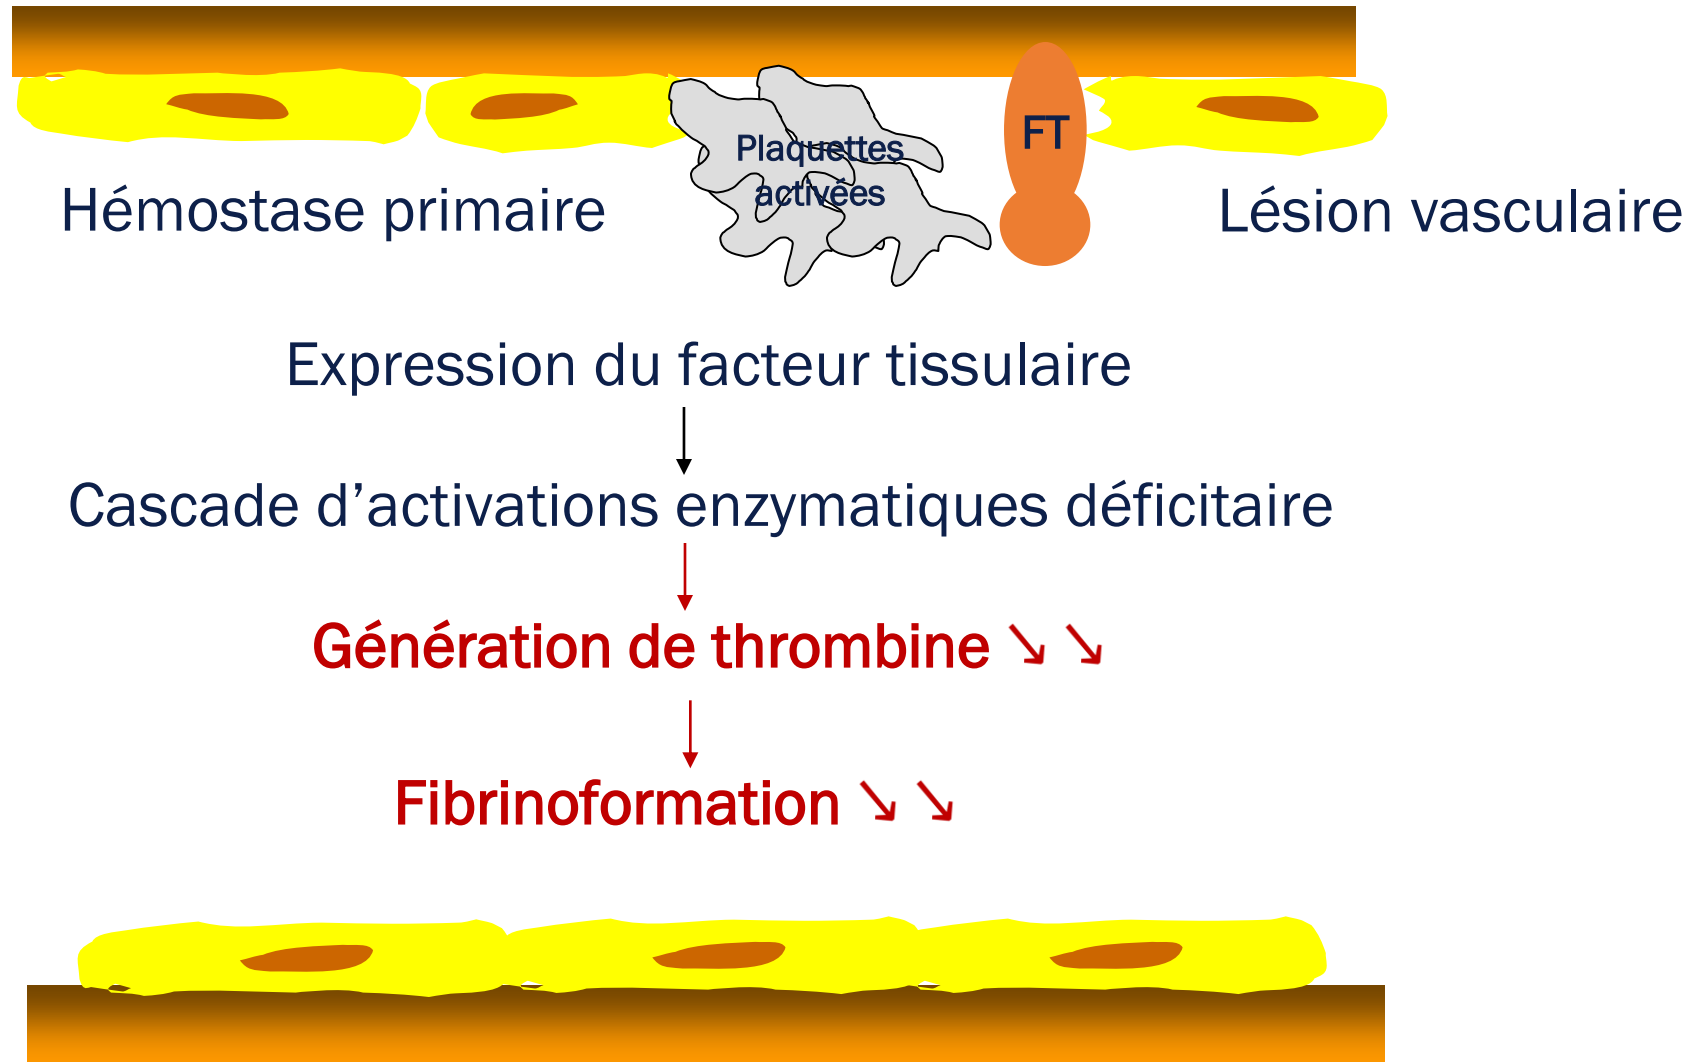 Plaquettes
activées
FT
Hémostase primaire
Lésion vasculaire
Expression du facteur tissulaire
Cascade d’activations enzymatiques déficitaire
Génération de thrombine ↘ ↘
Fibrinoformation ↘ ↘